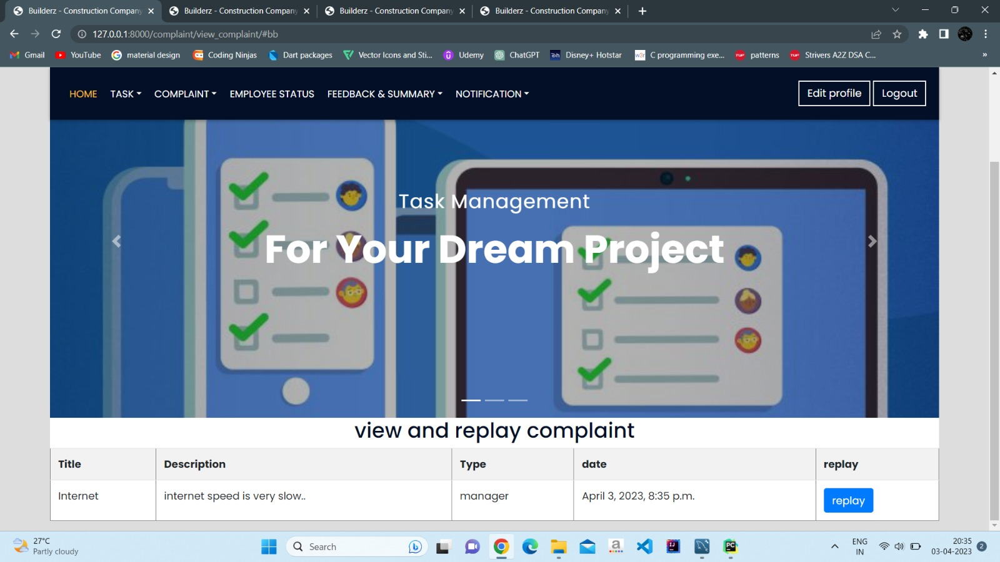 Builderz - Construction Company
Builderz - Construction Company
Builderz - Construction Company
Builderz - Construction Company
127.0.0.1:8000/complaint/view_complaint/#bb
Gmail YouTube material design Coding Ninjas Dart packages Vector Icons and Sti... Udemy ChatGPT Disney+ Hotstar C programming exe... patterns Strivers A2Z DSA C... »
HOME TASK COMPLAINT EMPLOYEE STATUS FEEDBACK & SUMMARY NOTIFICATION Edit profile Logout
Task Management
For Your Dream Project
view and replay complaint
Title Description Type date replay
Internet internet speed is very slow.. manager April 3, 2023, 8:35 p.m. replay
27°C
Partly cloudy
Search
ENG
IN
20:35
03-04-2023
2